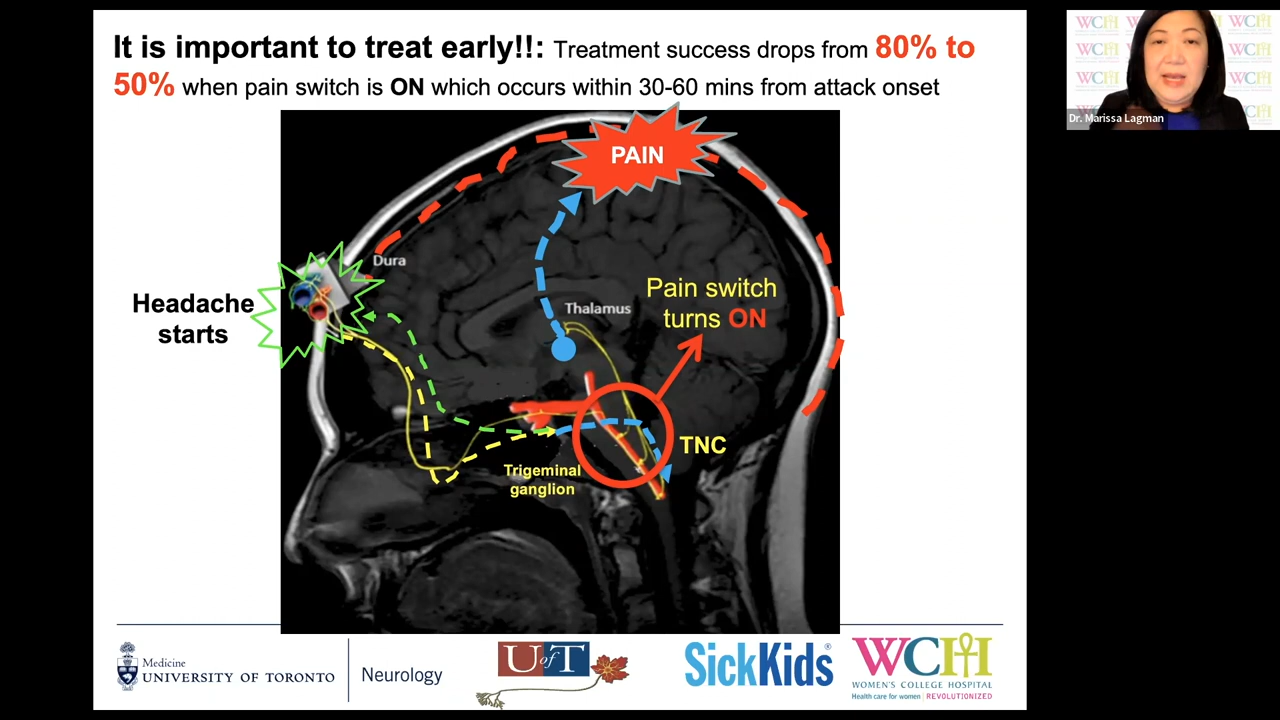 It is important to treat early!!: Treatment success drops from 80% to
50% when pain switch is ON which occurs within 30-60 mins from attack onset
PAIN
Dura
Headache
starts
Thalamus
Pain switch
turns ON
TNC
Trigeminal
ganglion
Medicine
UNIVERSITY OF TORONTO
Neurology
U of T
SickKids®
WCH
WOMEN'S COLLEGE HOSPITAL
Health care for women | REVOLUTIONIZED
WCH
WCH
Dr. Marissa Lagman